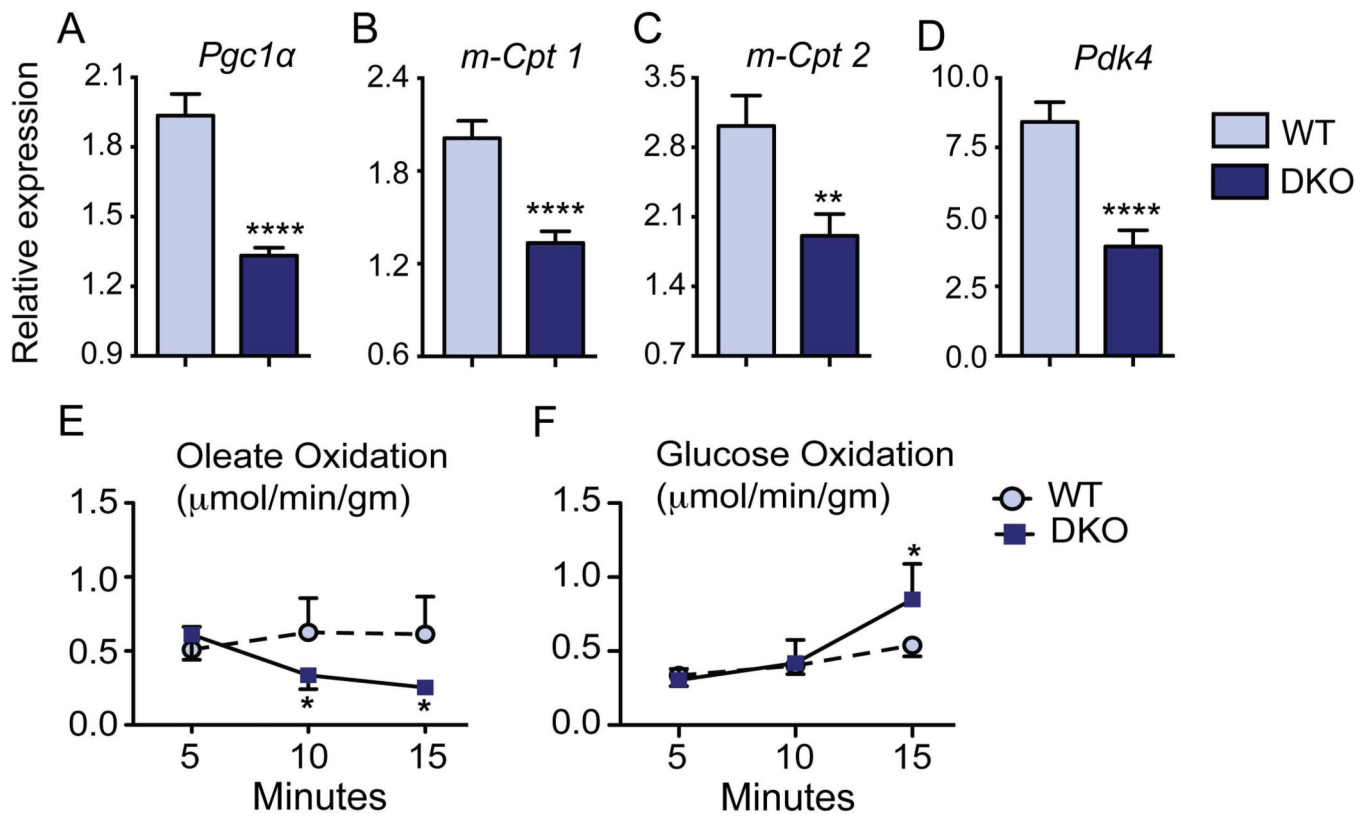 A
Pgc1α
B
m-Cpt 1
C
m-Cpt 2
D
Pdk4
Relative expression
2.1
1.8
1.5
1.2
0.9
****
2.4
1.8
1.2
0.6
****
3.5
2.8
2.1
1.4
0.7
**
10.0
7.5
5.0
2.5
0.0
****
WT
DKO
E
Oleate Oxidation
(μmol/min/gm)
1.5
1.0
0.5
0.0
*
*
5 10 15
Minutes
F
Glucose Oxidation
(μmol/min/gm)
1.5
1.0
0.5
0.0
*
5 10 15
Minutes
WT
DKO